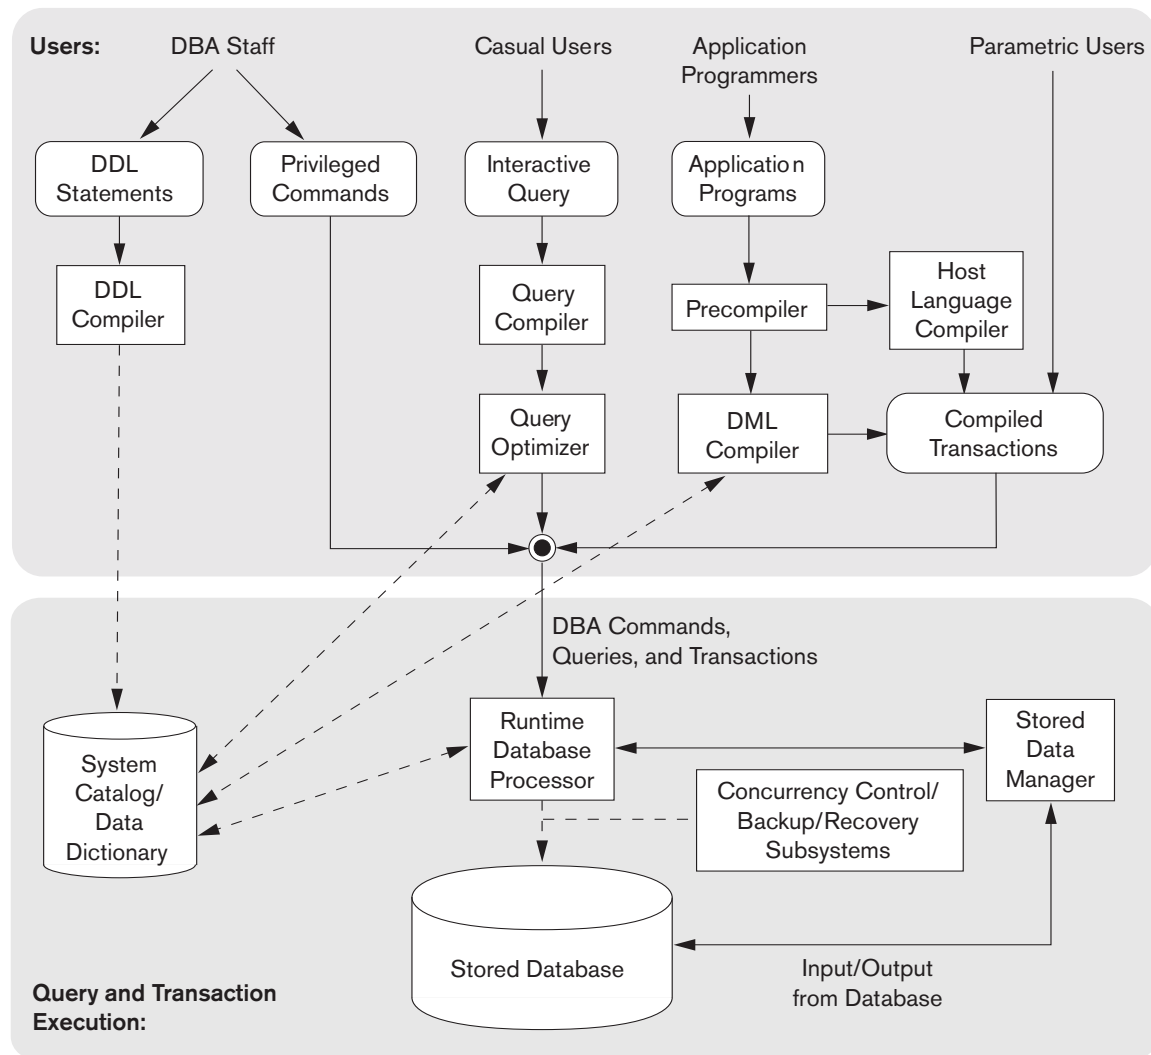 Users:
DBA Staff
Casual Users
Application
Programmers
Parametric Users
DDL
Statements
Privileged
Commands
Interactive
Query
Application
Programs
DDL
Compiler
Query
Compiler
Precompiler
Host
Language
Compiler
Query
Optimizer
DML
Compiler
Compiled
Transactions
DBA Commands,
Queries, and Transactions
System
Catalog/
Data
Dictionary
Runtime
Database
Processor
Stored
Data
Manager
Concurrency Control/
Backup/Recovery
Subsystems
Stored Database
Input/Output
from Database
Query and Transaction
Execution: